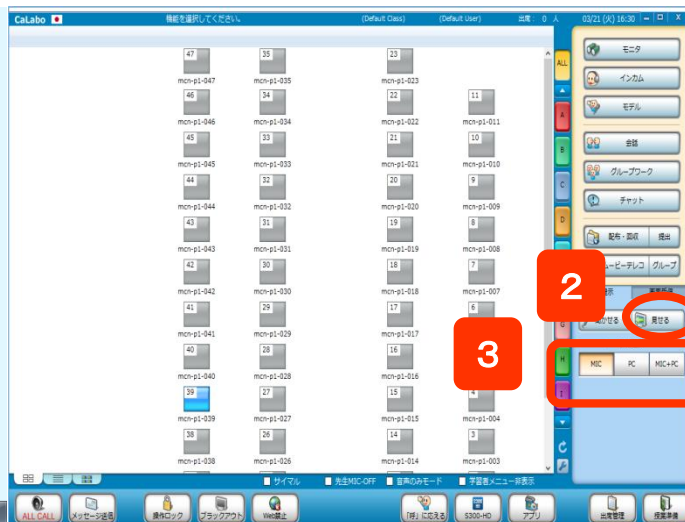 CaLabo 機能を選択してください。 (Default Class) (Default User) 出席: 0 人 03/21 (火) 16:30
47 35 23
mcn-p1-047 mcn-p1-035 mcn-p1-023
46 34 22 11
mcn-p1-046 mcn-p1-034 mcn-p1-022 mcn-p1-011
45 33 21 10
mcn-p1-045 mcn-p1-033 mcn-p1-021 mcn-p1-010
44 32 20 9
mcn-p1-044 mcn-p1-032 mcn-p1-020 mcn-p1-009
43 31 19 8
mcn-p1-043 mcn-p1-031 mcn-p1-019 mcn-p1-008
42 30 18 7
mcn-p1-042 mcn-p1-030 mcn-p1-018 mcn-p1-007
41 29 17 6
mcn-p1-041 mcn-p1-029 mcn-p1-017
40 28 16
mcn-p1-040 mcn-p1-028 mcn-p1-016
39 27 15 4
mcn-p1-039 mcn-p1-027 mcn-p1-015 mcn-p1-004
38 26 14 3
mcn-p1-038 mcn-p1-026 mcn-p1-014 mcn-p1-003
ALL
A
B
C
D
G
H
I
モニタ
インカム
モデル
会話
グループワーク
チャット
配布・回収 提出
ムービーテレコ グループ
2
見せる
3
MIC PC MIC+PC
サイマル 先生MIC-OFF 音声のみモード 学習者メニュー非表示
ALL CALL メッセージ送信 操作ロック ブラックアウト Web禁止 「呼」に応える S300-HD アプリ 出席管理 授業準備